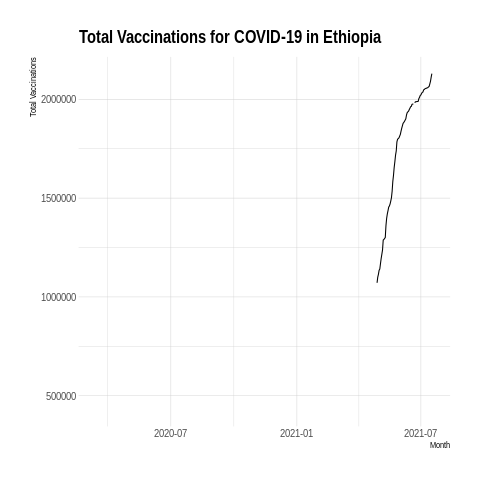 Total Vaccinations for COVID-19 in Ethiopia
Total Vaccinations
2000000
1500000
1000000
500000
2020-07
2021-01
2021-07
Month